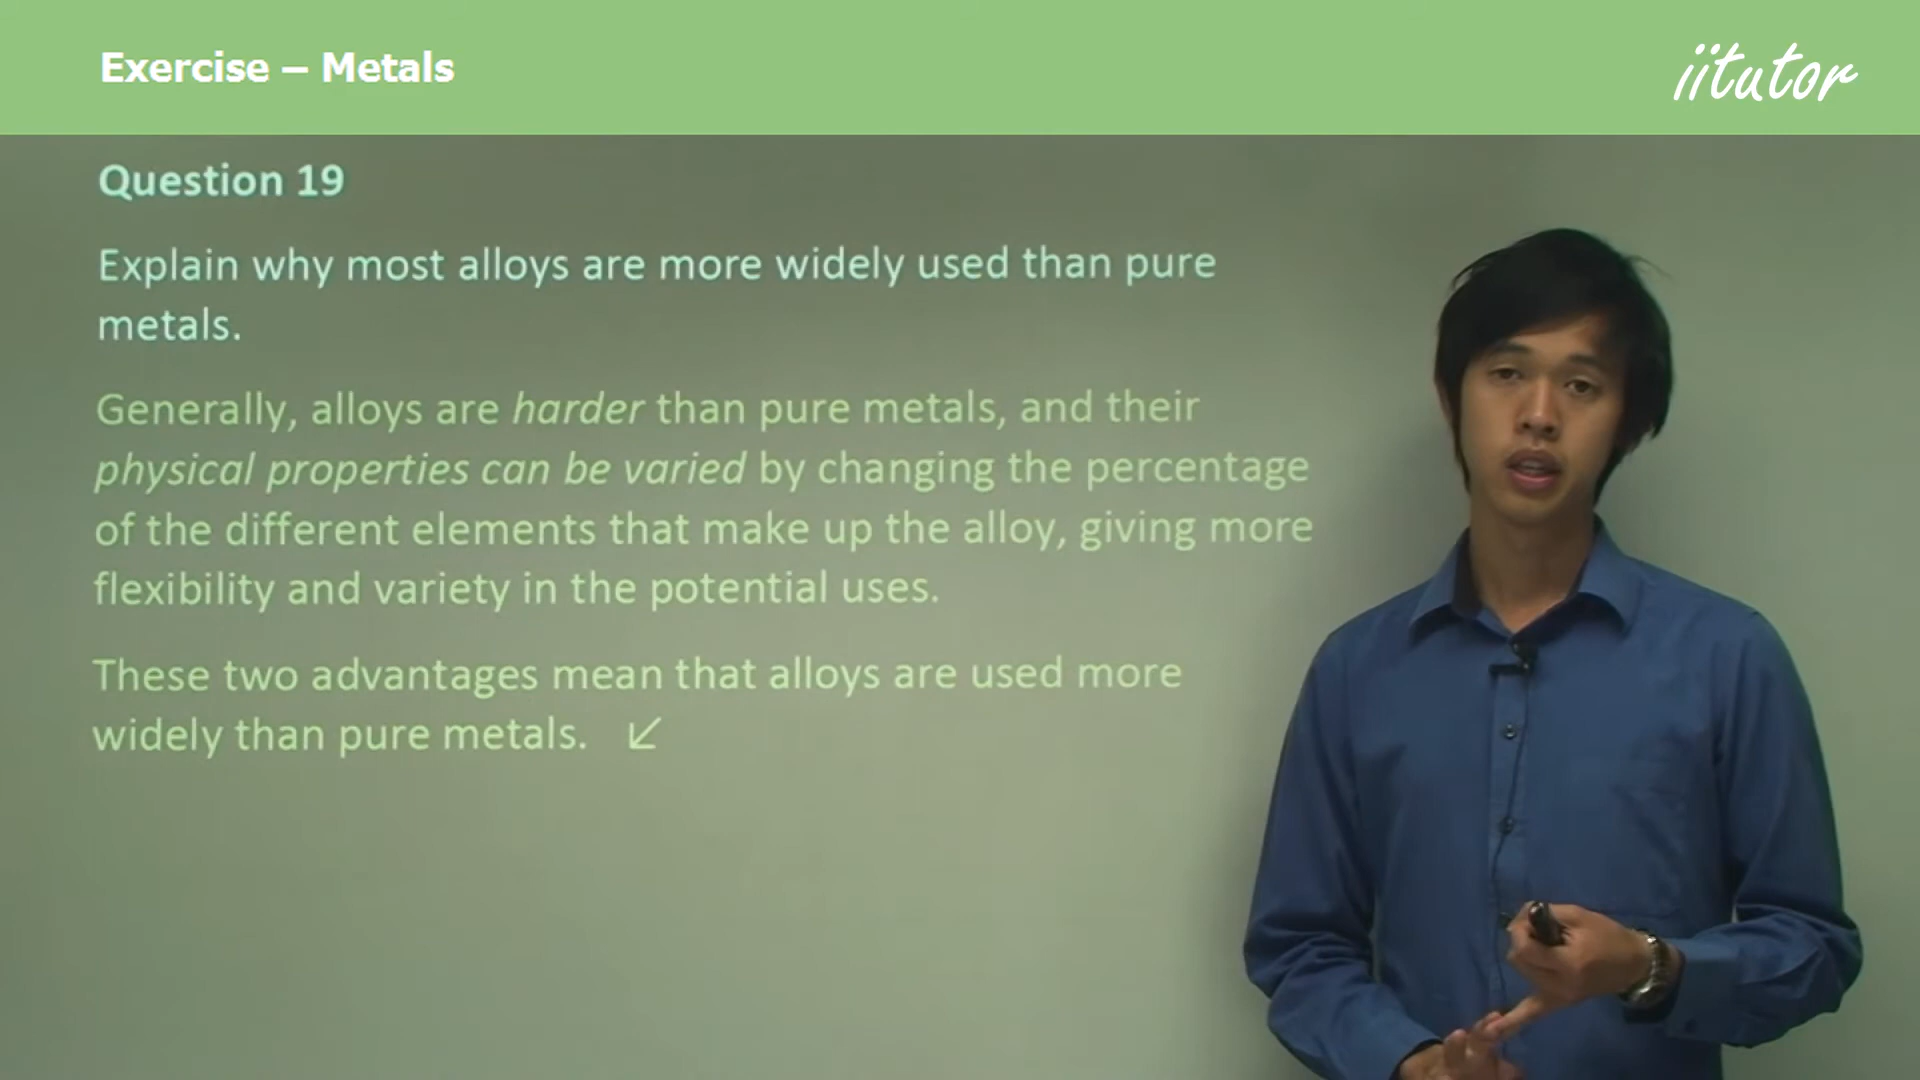 Exercise – Metals
iitutor
Question 19
Explain why most alloys are more widely used than pure
metals.
Generally, alloys are harder than pure metals, and their
physical properties can be varied by changing the percentage
of the different elements that make up the alloy, giving more
flexibility and variety in the potential uses.
These two advantages mean that alloys are used more
widely than pure metals. ↙